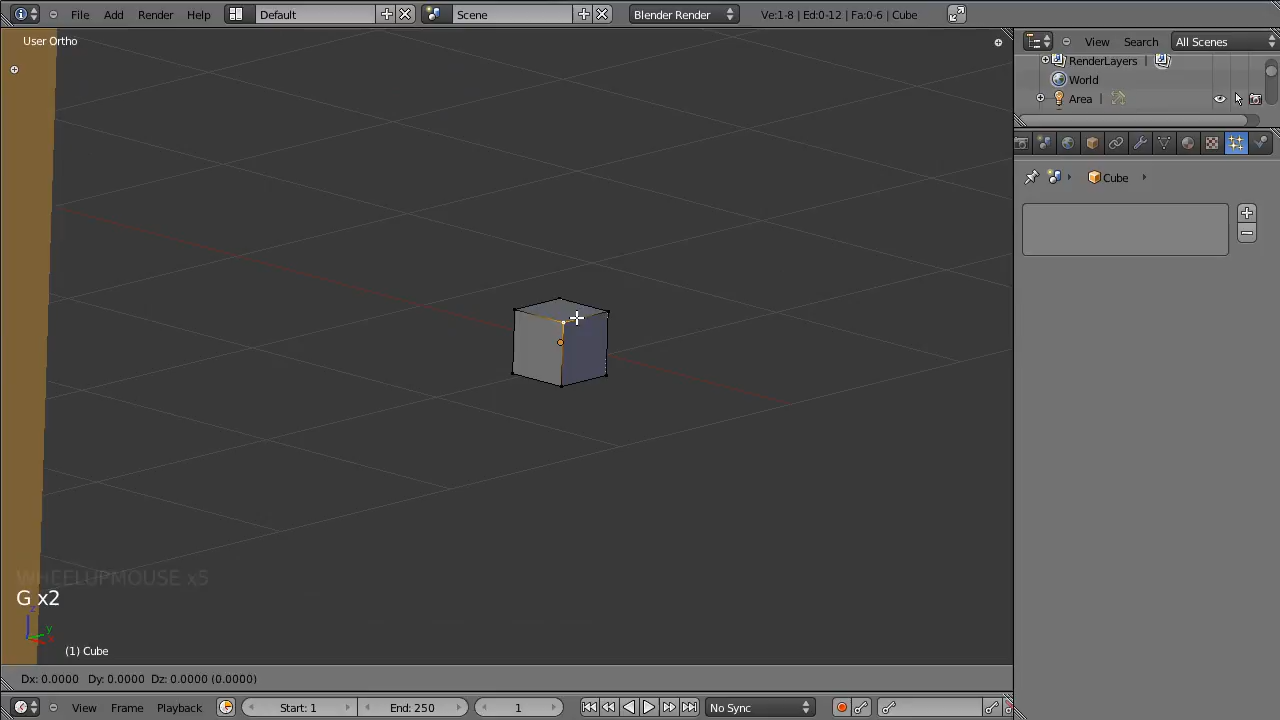 File Add Render Help Default Scene Blender Render Ve:1-8 | Ed:0-12 | Fa:0-6 | Cube
User Ortho
View Search All Scenes
RenderLayers |
World
Area |
Cube
WHEELUPMOUSE x5
G x2
z
y
x
(1) Cube
Dx: 0.0000 Dy: 0.0000 Dz: 0.0000 (0.0000)
View Frame Playback Start: 1 End: 250 1 No Sync